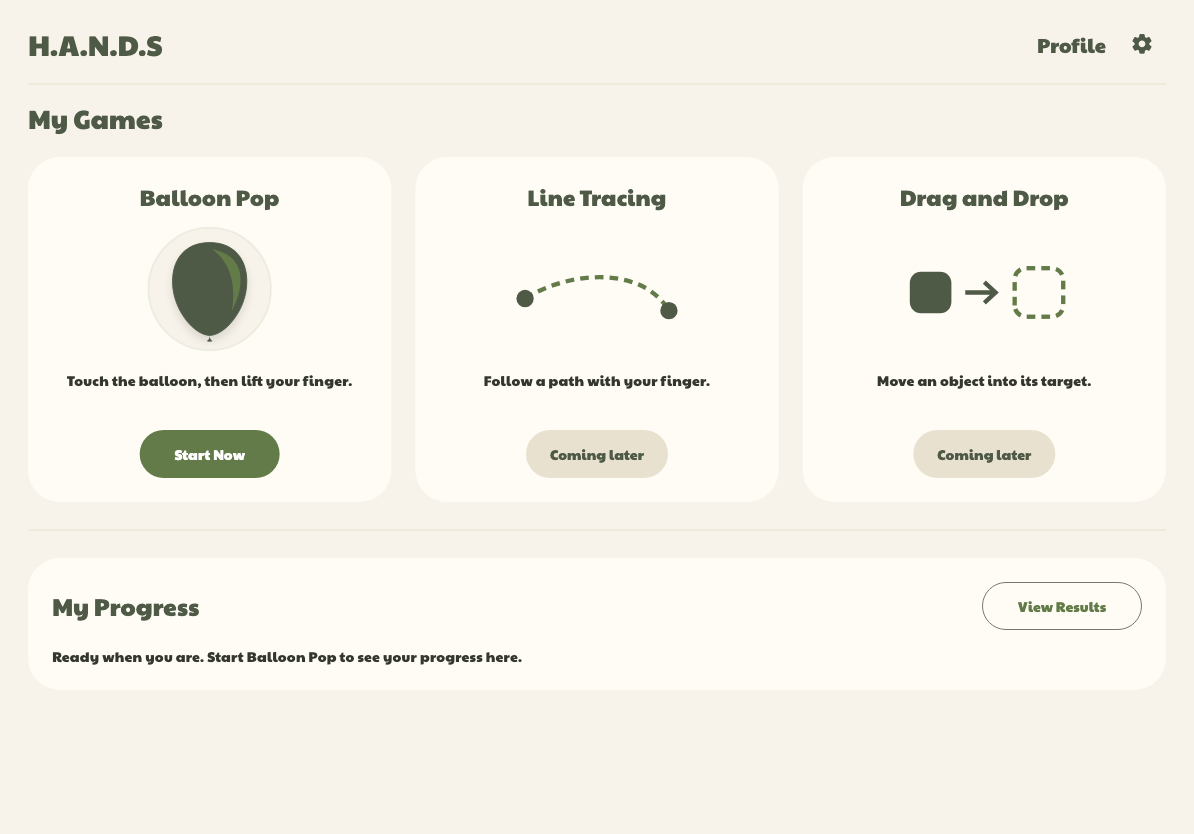 H.A.N.D.S
Profile
My Games
Balloon Pop
Line Tracing
Drag and Drop
Touch the balloon, then lift your finger.
Follow a path with your finger.
Move an object into its target.
Start Now
Coming later
Coming later
My Progress
View Results
Ready when you are. Start Balloon Pop to see your progress here.